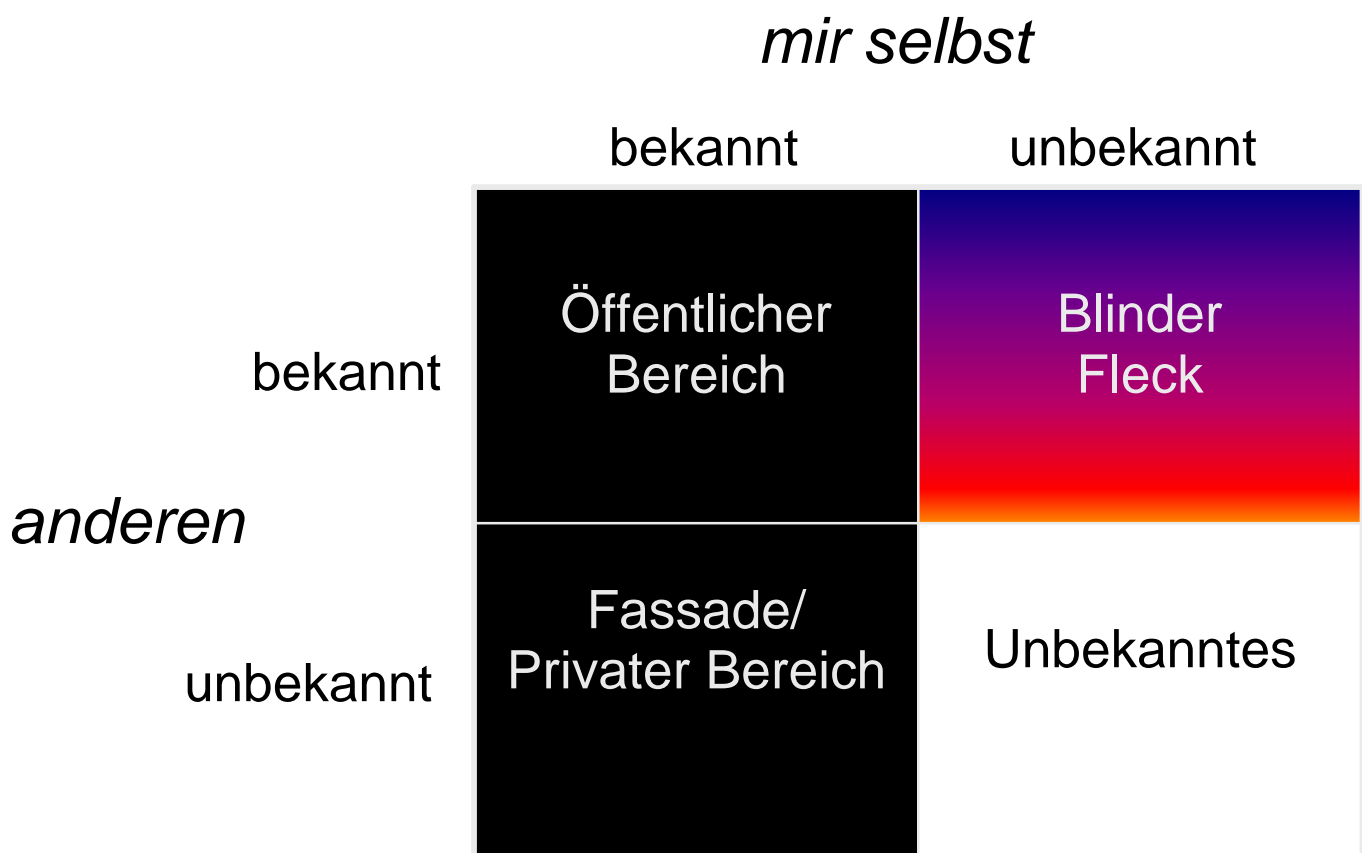 mir selbst
bekannt unbekannt
Öffentlicher
Bereich
Blinder
Fleck
bekannt
anderen
Fassade/
Privater Bereich
Unbekanntes
unbekannt